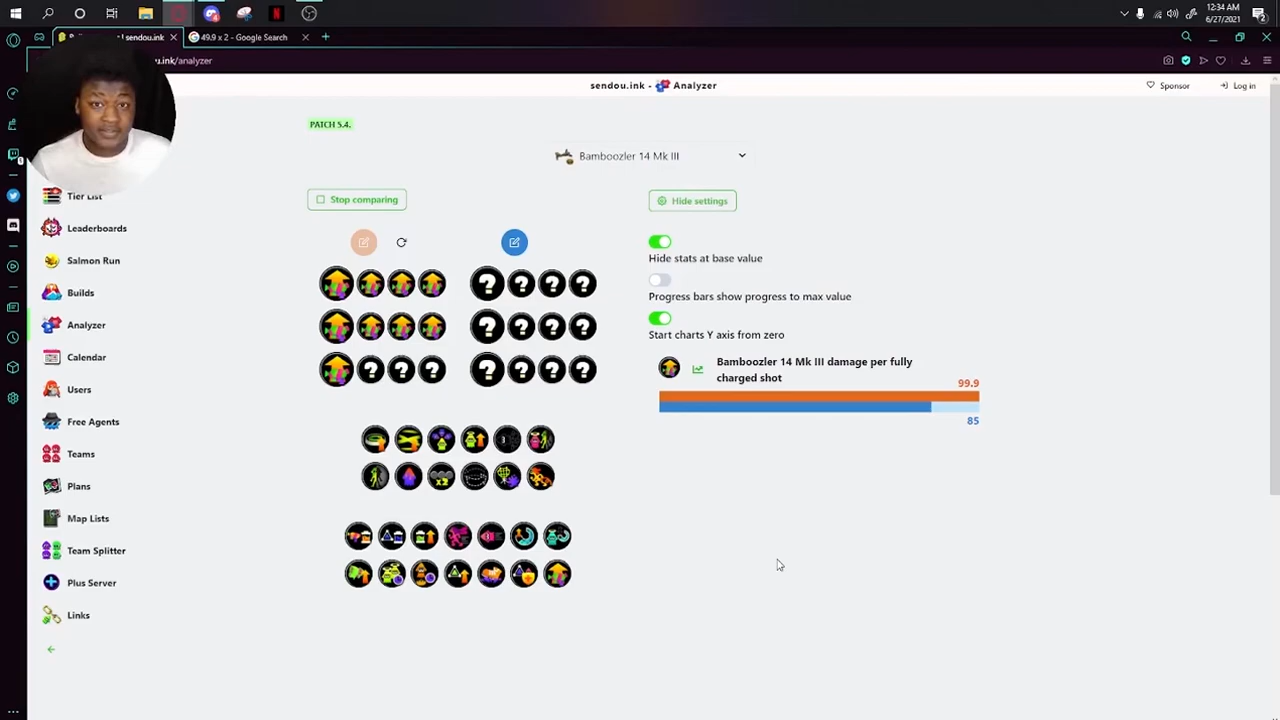 12:34 AM
6/27/2021
2
| sendou.ink
49.9 x 2 - Google Search
u.ink/analyzer
sendou.ink - Analyzer
Sponsor
Log in
PATCH 5.4.
Bamboozler 14 Mk III
Stop comparing
Hide settings
Tier List
Leaderboards
Salmon Run
Builds
Analyzer
Calendar
Users
Free Agents
Teams
Plans
Map Lists
Team Splitter
Plus Server
Links
Hide stats at base value
Progress bars show progress to max value
Start charts Y axis from zero
Bamboozler 14 Mk III damage per fully
charged shot
99.9
85
? ? ? ?
? ? ? ?
? ? ? ? ? ? ?
x2